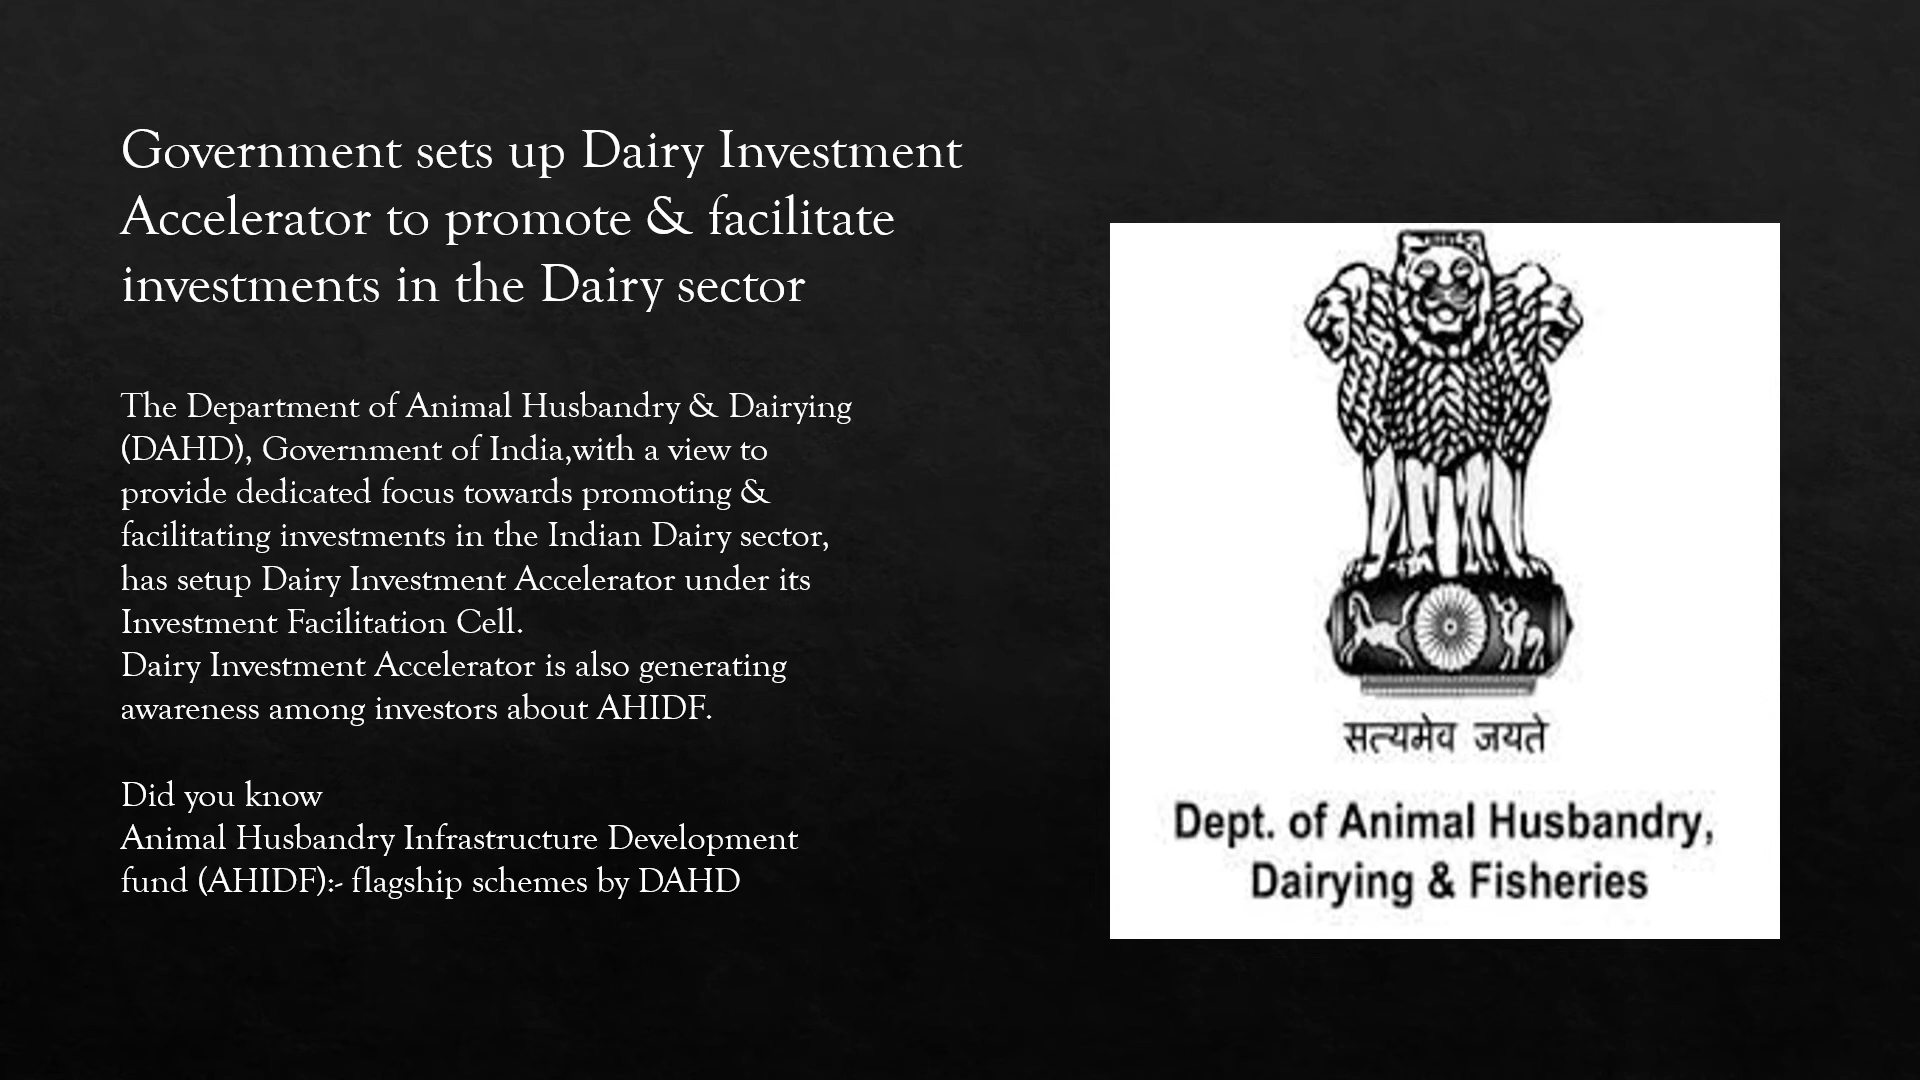 Government sets up Dairy Investment
Accelerator to promote & facilitate
investments in the Dairy sector
The Department of Animal Husbandry & Dairying
(DAHD), Government of India,with a view to
provide dedicated focus towards promoting &
facilitating investments in the Indian Dairy sector,
has setup Dairy Investment Accelerator under its
Investment Facilitation Cell.
Dairy Investment Accelerator is also generating
awareness among investors about AHIDF.
Did you know
Animal Husbandry Infrastructure Development
fund (AHIDF):- flagship schemes by DAHD
सत्यमेव जयते
Dept. of Animal Husbandry,
Dairying & Fisheries